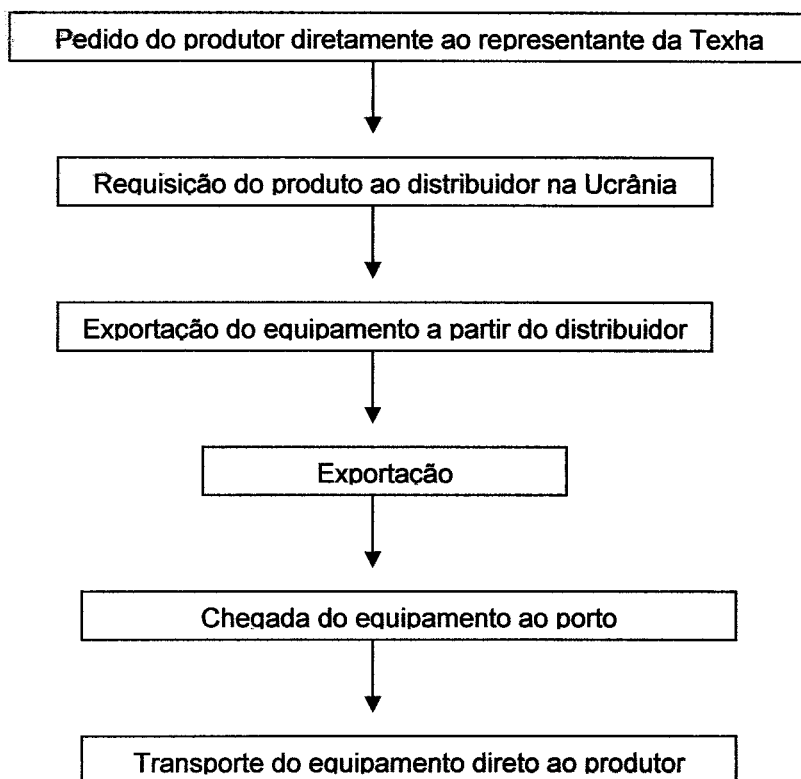 Pedido do produtor diretamente ao representante da Texha
Requisição do produto ao distribuidor na Ucrânia
Exportação do equipamento a partir do distribuidor
Exportação
Chegada do equipamento ao porto
Transporte do equipamento direto ao produtor